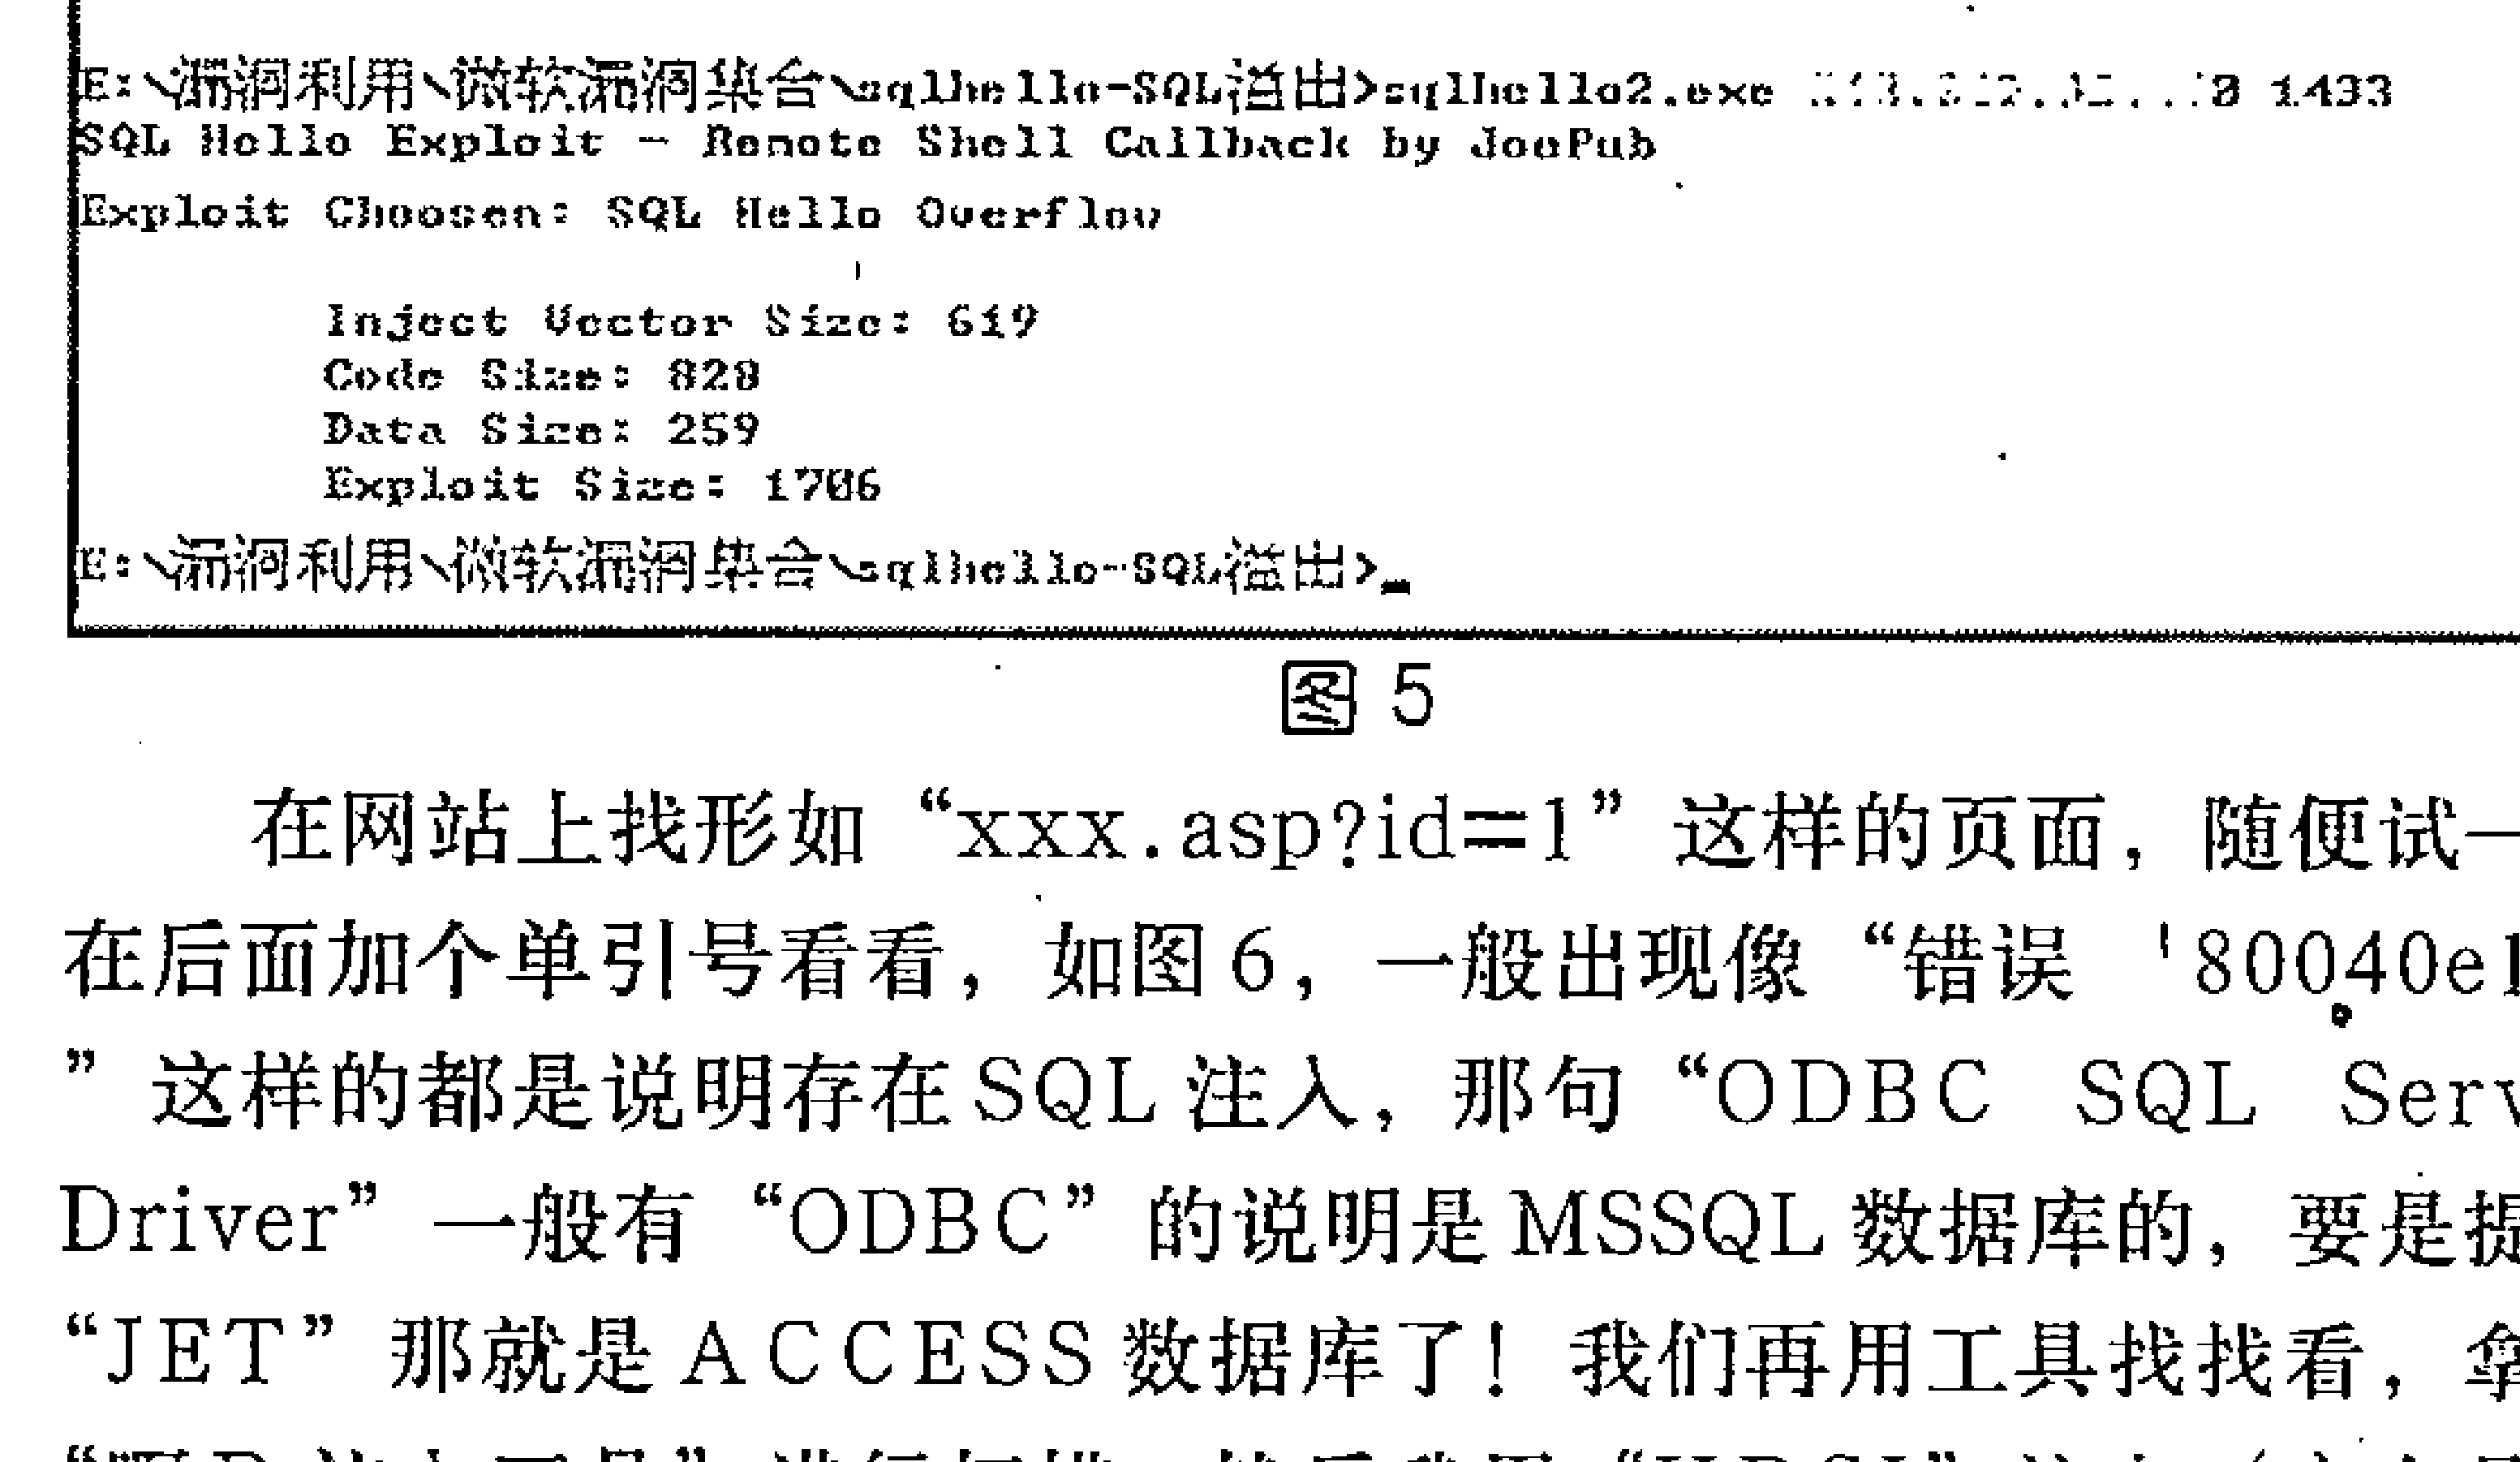 E:\漏洞利用\微软漏洞集合\sqlhello-SQL溢出>sqlhello2.exe 1433
SQL Hello Exploit - Remote Shell Callback by JoePub
Exploit Choosen: SQL Hello Overflow
Inject Vector Size: 619
Code Size: 828
Data Size: 259
Exploit Size: 1706
E:\漏洞利用\微软漏洞集合\sqlhello-SQL溢出>_
图 5
在网站上找形如“xxx.asp?id=1”这样的页面，随便试一
在后面加个单引号看看，如图6，一般出现像“错误 '80040e1
”这样的都是说明存在SQL注入，那句“ODBC SQL Serv
Driver”一般有“ODBC”的说明是MSSQL数据库的，要是提
“JET”那就是ACCESS数据库了！我们再用工具找找看，拿